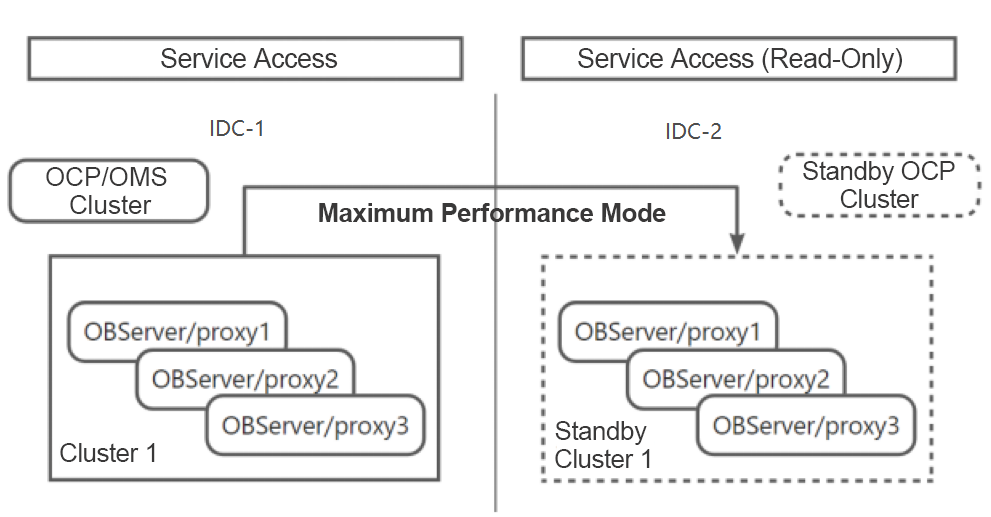 Service Access
Service Access (Read-Only)
IDC-1
IDC-2
OCP/OMS
Cluster
Standby OCP
Cluster
Maximum Performance Mode
OBServer/proxy1
OBServer/proxy2
OBServer/proxy3
Cluster 1
OBServer/proxy1
OBServer/proxy2
OBServer/proxy3
Standby
Cluster 1